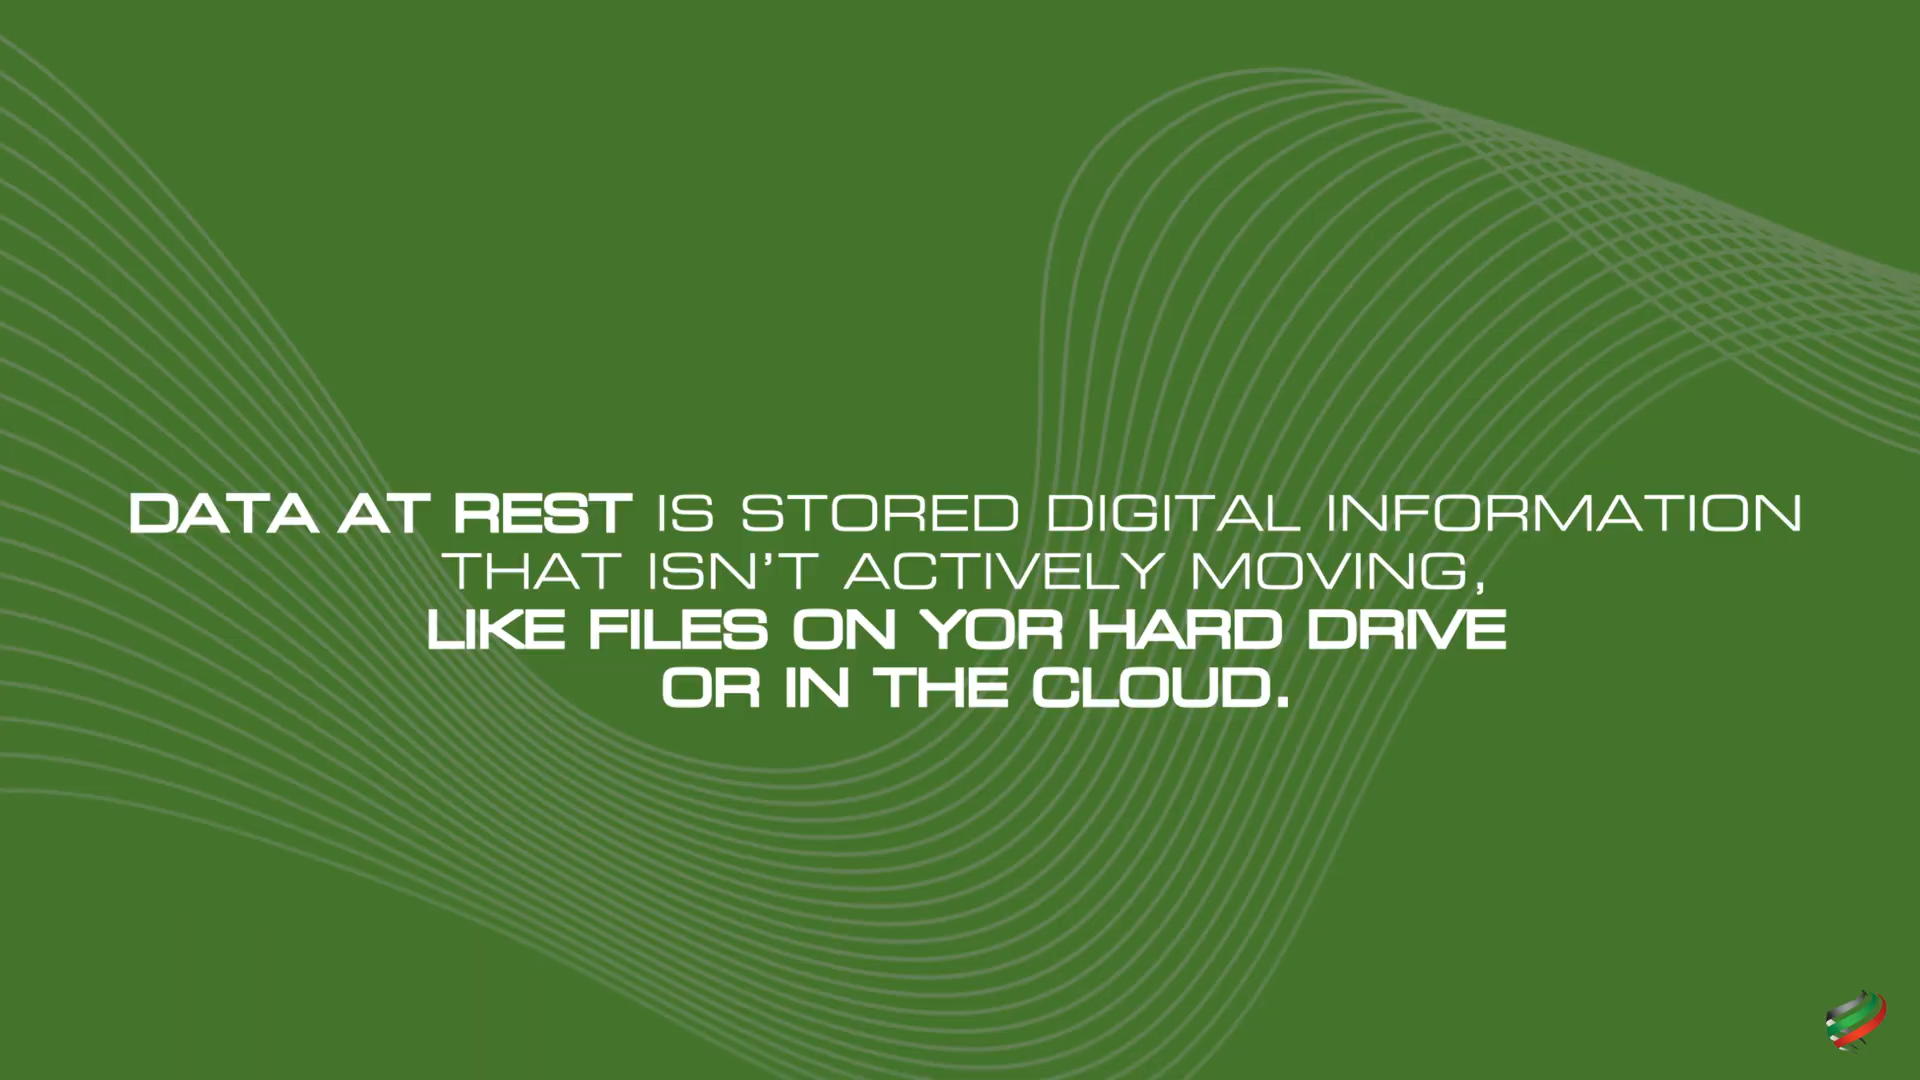 DATA AT REST IS STORED DIGITAL INFORMATION
THAT ISN'T ACTIVELY MOVING,
LIKE FILES ON YOR HARD DRIVE
OR IN THE CLOUD.